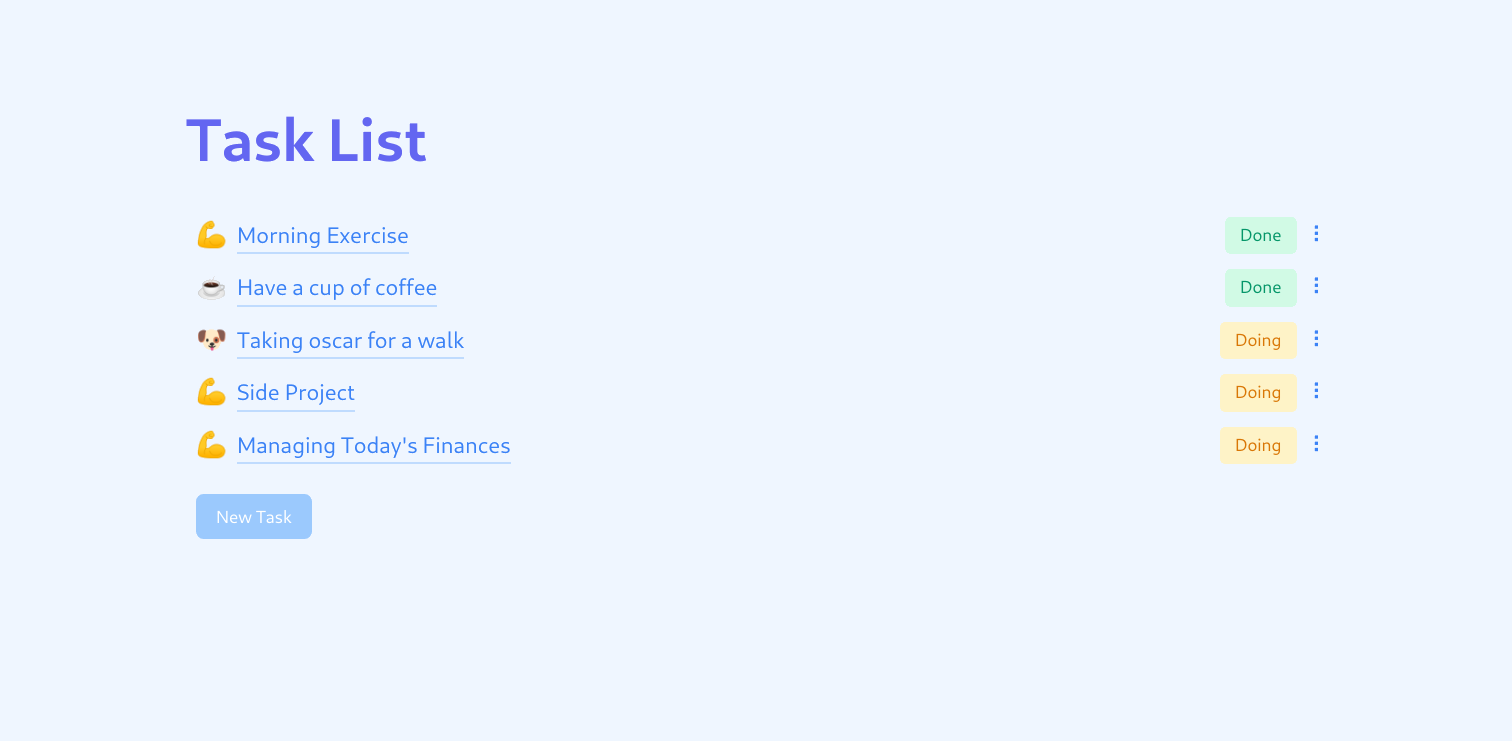 Task List
Morning Exercise Done
Have a cup of coffee Done
Taking oscar for a walk Doing
Side Project Doing
Managing Today's Finances Doing
New Task